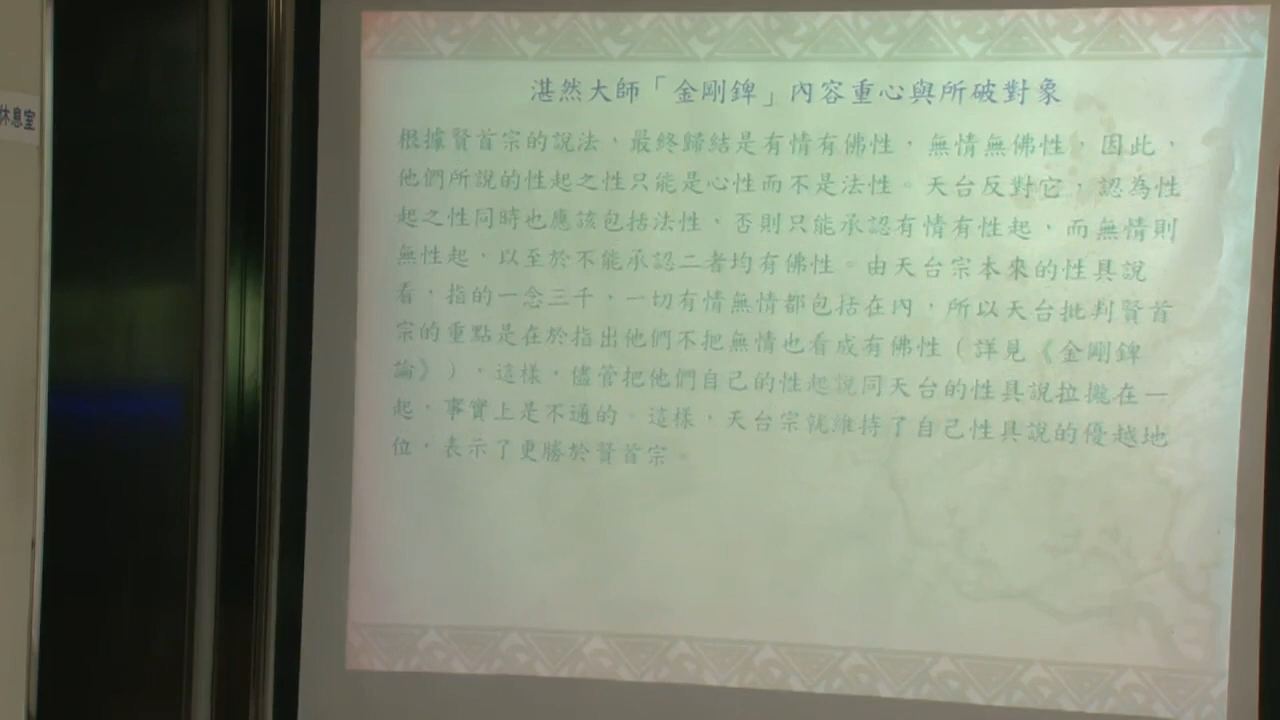 休息室
湛然大師「金剛錍」內容重心與所破對象
根據賢首宗的說法，最終歸結是有情有佛性，無情無佛性，因此，
他們所說的性起之性只能是心性而不是法性。天台反對它，認為性
起之性同時也應該包括法性，否則只能承認有情有性起，而無情則
無性起，以至於不能承認二者均有佛性。由天台宗本來的性具說
看，指的一念三千，一切有情無情都包括在內，所以天台批判賢首
宗的重點是在於指出他們不把無情也看成有佛性（詳見《金剛錍
論》），這樣，儘管把他們自己的性起說同天台的性具說拉攏在一
起，事實上是不通的。這樣，天台宗就維持了自己性具說的優越地
位，表示了更勝於賢首宗。